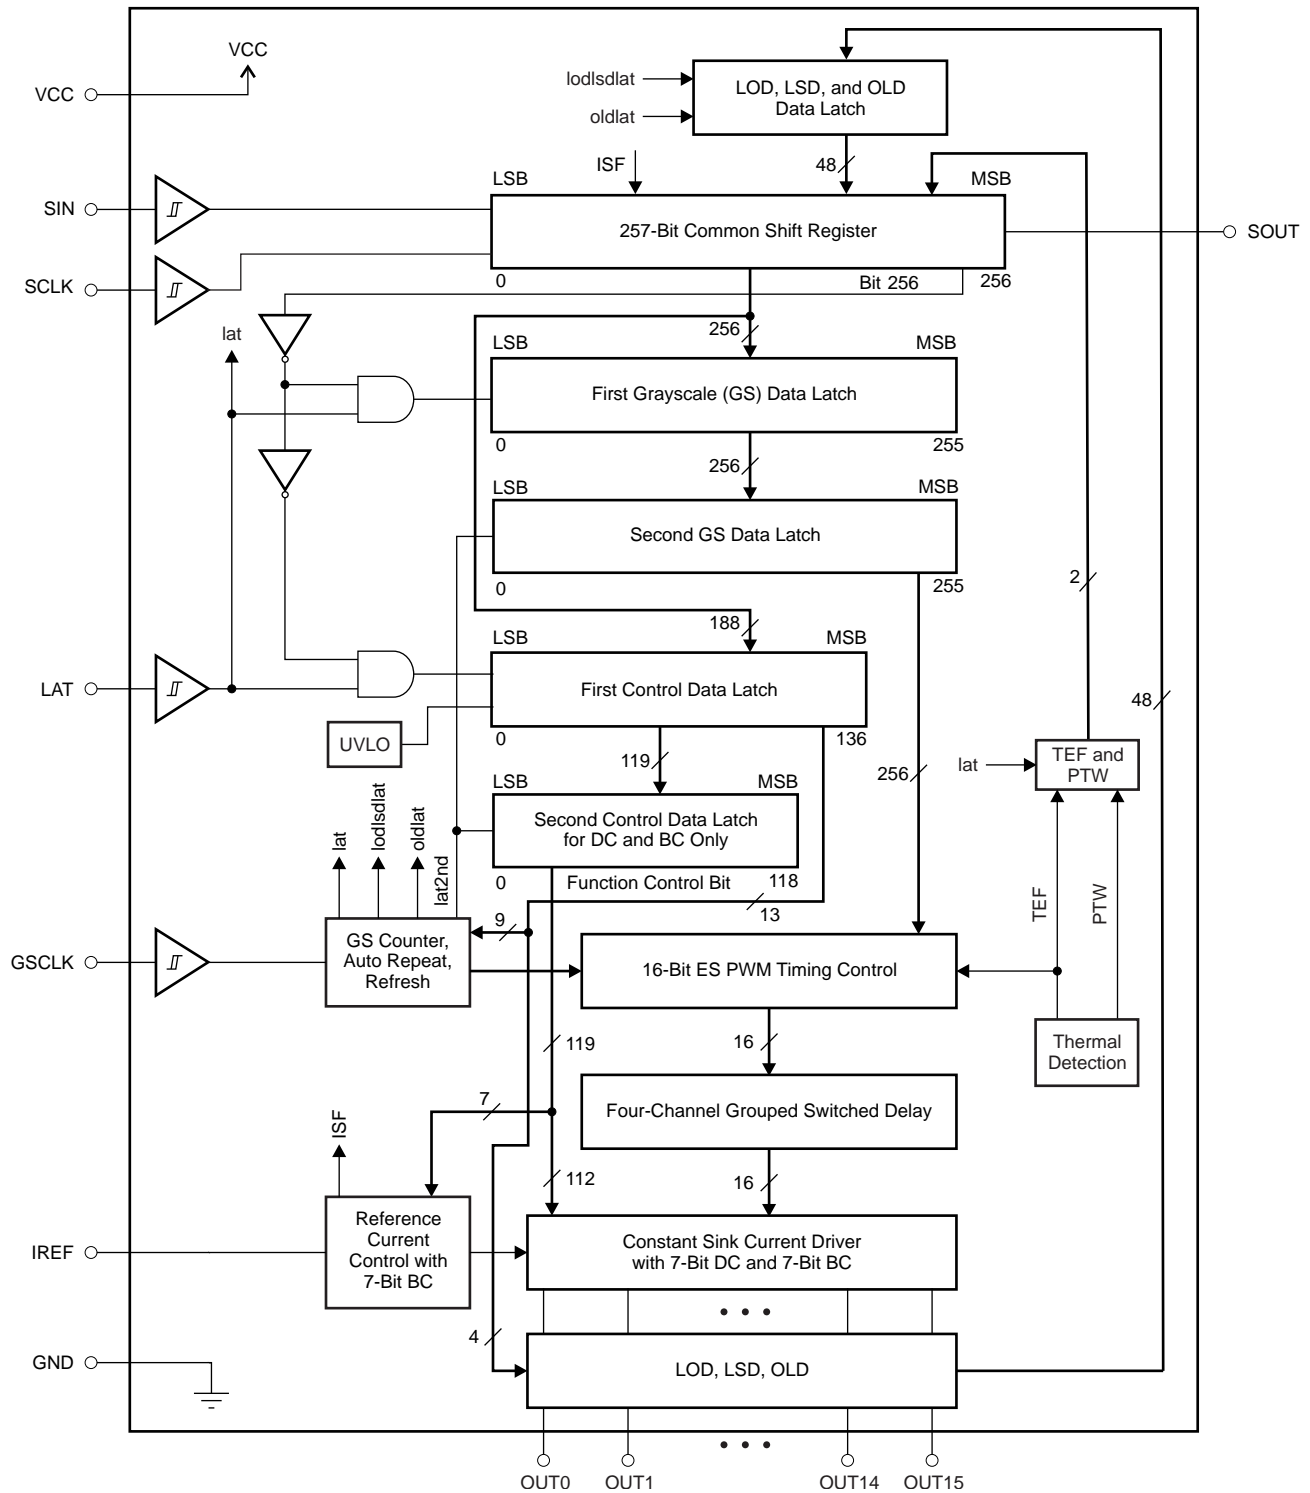 VCC
VCC
lodlsdlat
oldlat
LOD, LSD, and OLD
Data Latch
ISF
48
LSB
MSB
SIN
257-Bit Common Shift Register
SOUT
SCLK
0
Bit 256
256
lat
256
LSB
MSB
First Grayscale (GS) Data Latch
0
255
256
LSB
MSB
Second GS Data Latch
0
255
2
188
LSB
MSB
LAT
First Control Data Latch
48
0
136
UVLO
119
256
lat
TEF and
PTW
LSB
MSB
Second Control Data Latch
for DC and BC Only
lat
lodlsdlat
oldlat
lat2nd
0
Function Control Bit
118
13
9
TEF
PTW
GSCLK
GS Counter,
Auto Repeat,
Refresh
16-Bit ES PWM Timing Control
16
119
Thermal
Detection
7
Four-Channel Grouped Switched Delay
ISF
112
16
IREF
Reference
Current
Control with
7-Bit BC
Constant Sink Current Driver
with 7-Bit DC and 7-Bit BC
• • •
4
GND
LOD, LSD, OLD
• • •
OUT0
OUT1
OUT14
OUT15